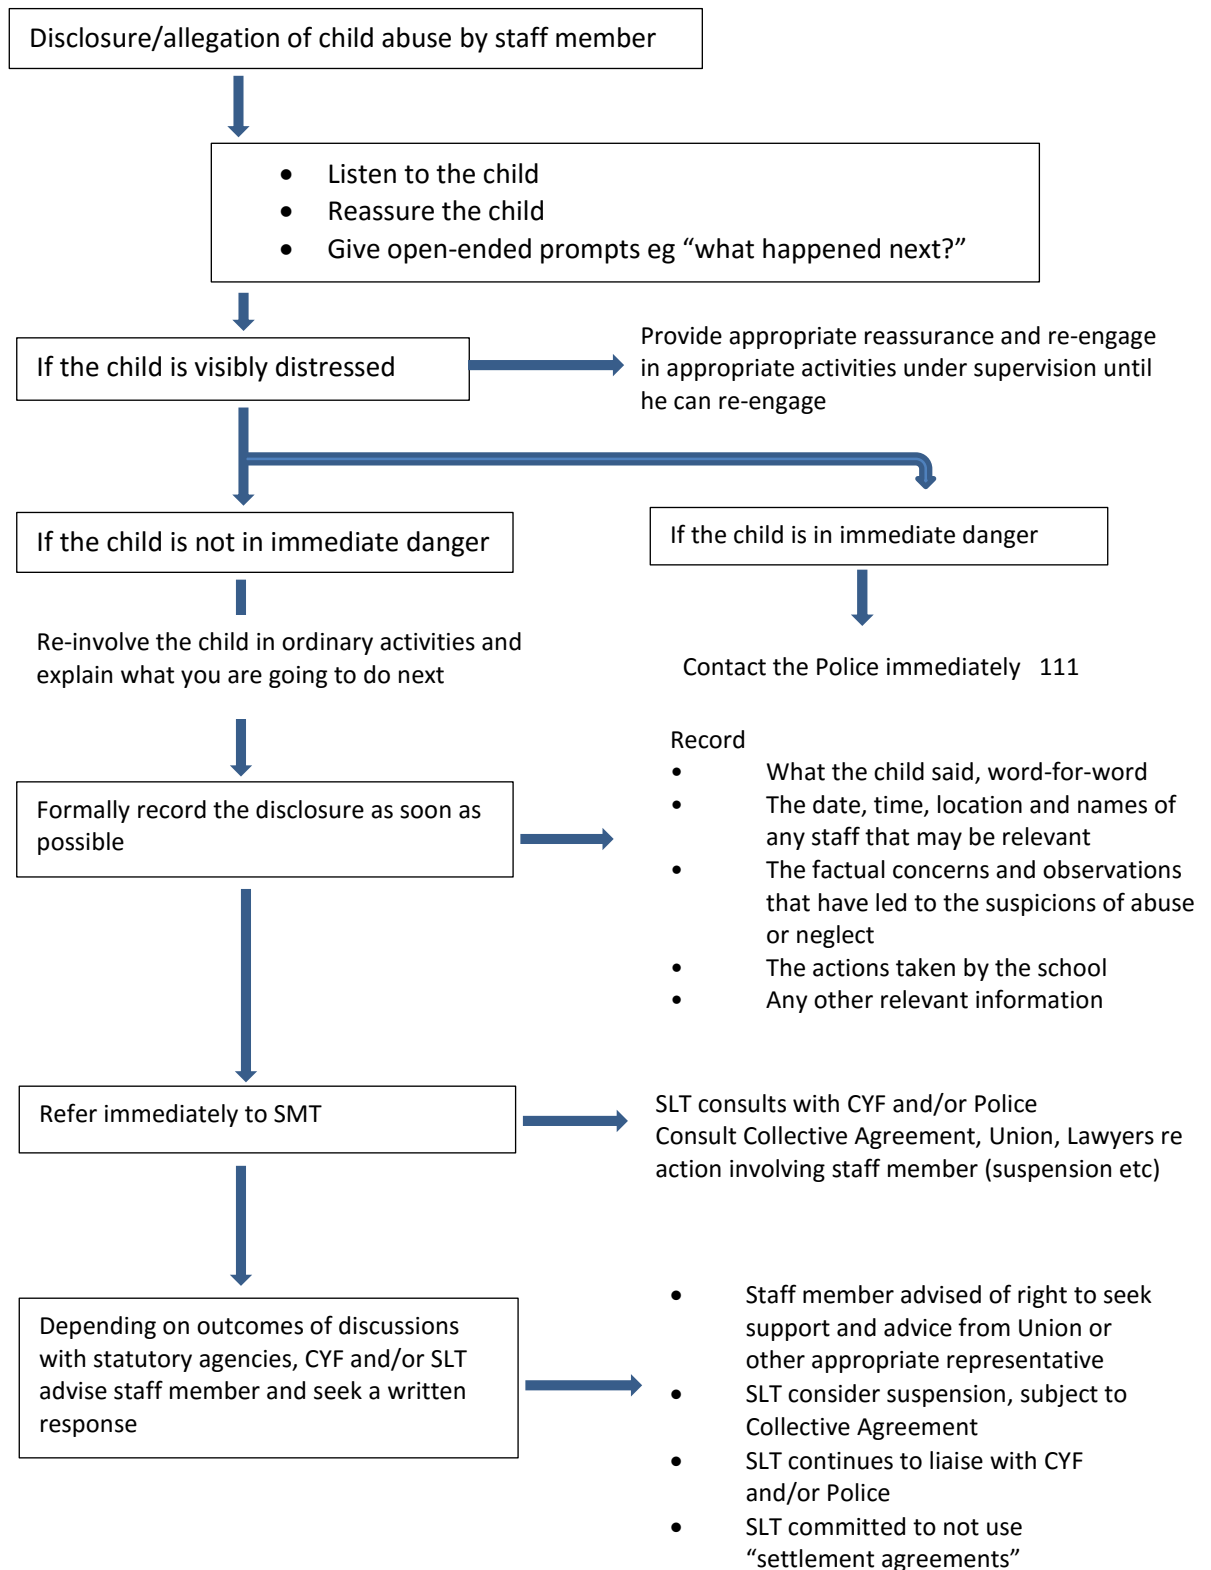 Disclosure/allegation of child abuse by staff member
• Listen to the child
• Reassure the child
• Give open-ended prompts eg “what happened next?”
If the child is visibly distressed
Provide appropriate reassurance and re-engage
in appropriate activities under supervision until
he can re-engage
If the child is not in immediate danger
If the child is in immediate danger
Re-involve the child in ordinary activities and
explain what you are going to do next
Contact the Police immediately 111
Formally record the disclosure as soon as
possible
Record
• What the child said, word-for-word
• The date, time, location and names of
any staff that may be relevant
• The factual concerns and observations
that have led to the suspicions of abuse
or neglect
• The actions taken by the school
• Any other relevant information
Refer immediately to SMT
SLT consults with CYF and/or Police
Consult Collective Agreement, Union, Lawyers re
action involving staff member (suspension etc)
Depending on outcomes of discussions
with statutory agencies, CYF and/or SLT
advise staff member and seek a written
response
• Staff member advised of right to seek
support and advice from Union or
other appropriate representative
• SLT consider suspension, subject to
Collective Agreement
• SLT continues to liaise with CYF
and/or Police
• SLT committed to not use
“settlement agreements”